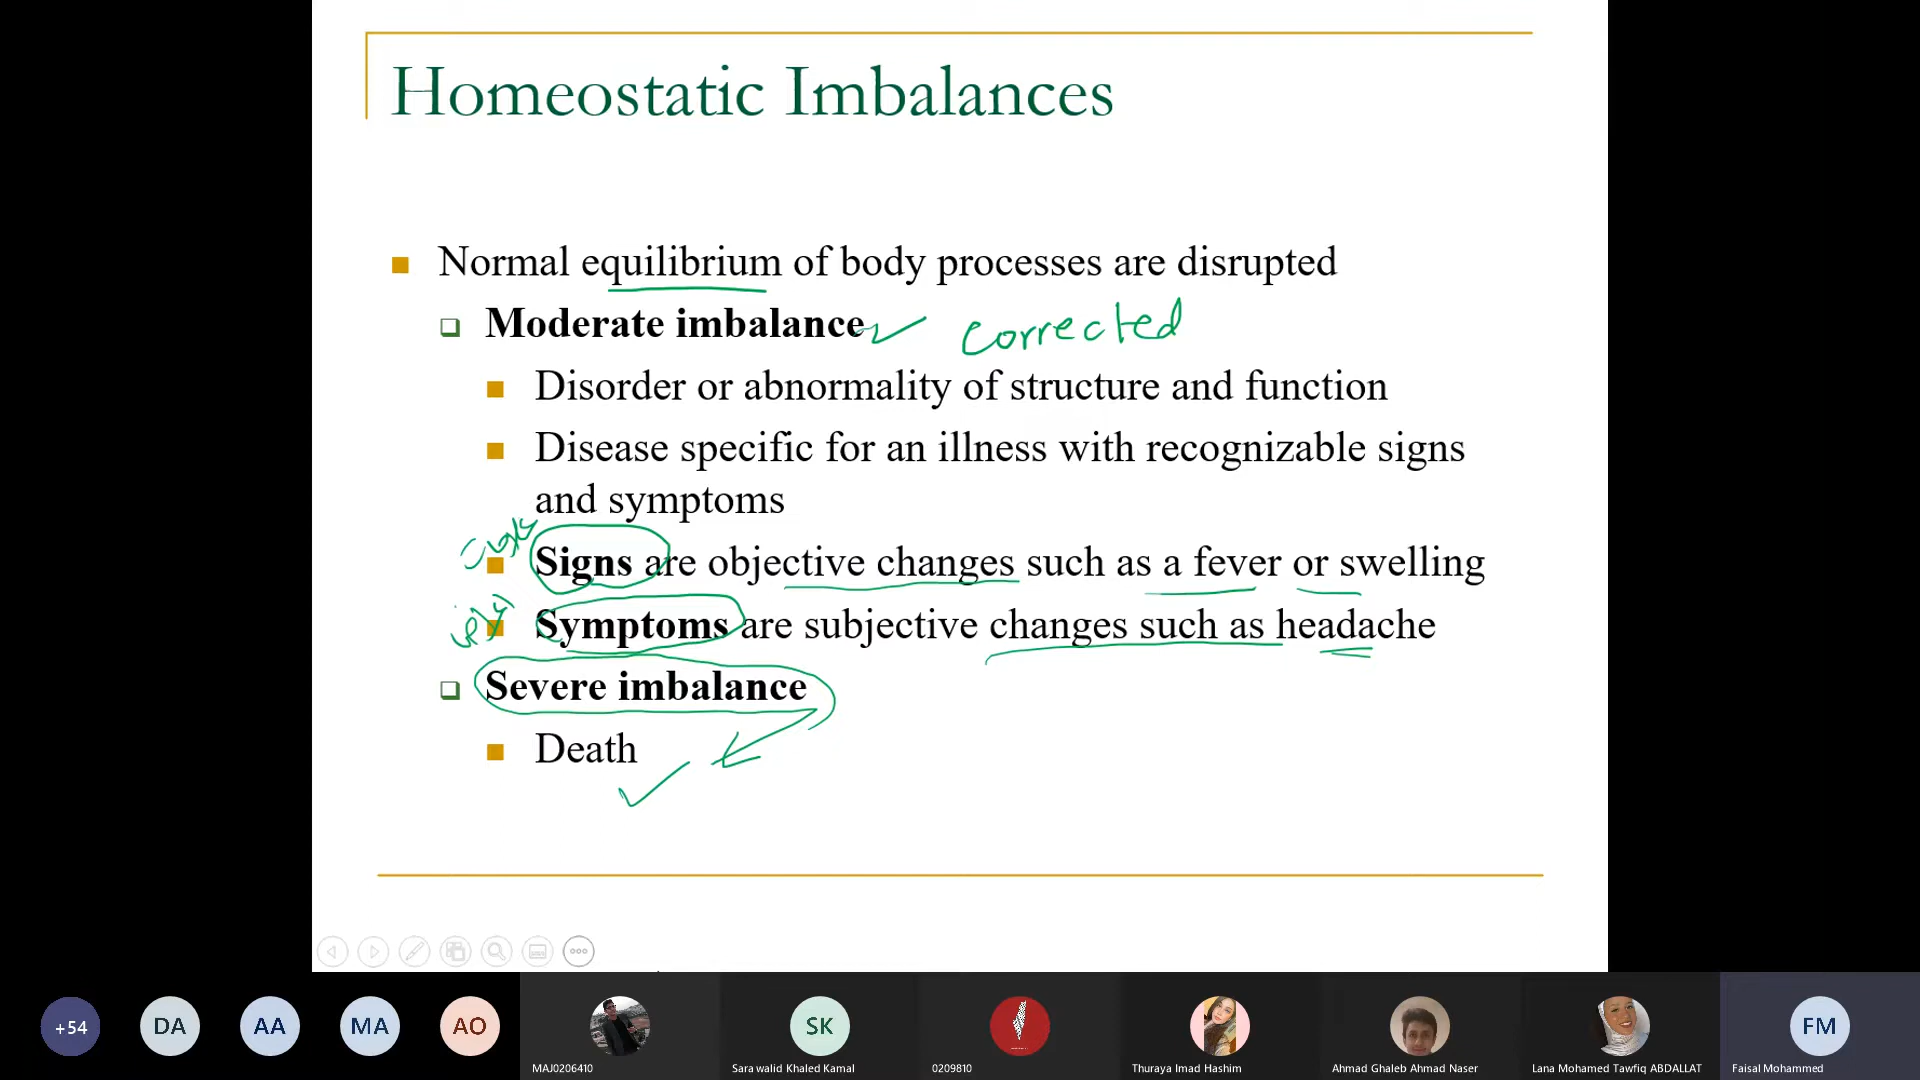 Homeostatic Imbalances
Normal equilibrium of body processes are disrupted
Moderate imbalance corrected
Disorder or abnormality of structure and function
Disease specific for an illness with recognizable signs
and symptoms
Signs are objective changes such as a fever or swelling
Symptoms are subjective changes such as headache
Severe imbalance
Death
+54
DA
AA
MA
AO
SK
FM
MAJ0206410
Sara walid Khaled Kamal
0209810
Thuraya Imad Hashim
Ahmad Ghaleb Ahmad Naser
Lana Mohamed Tawfiq ABDALLAT
Faisal Mohammed